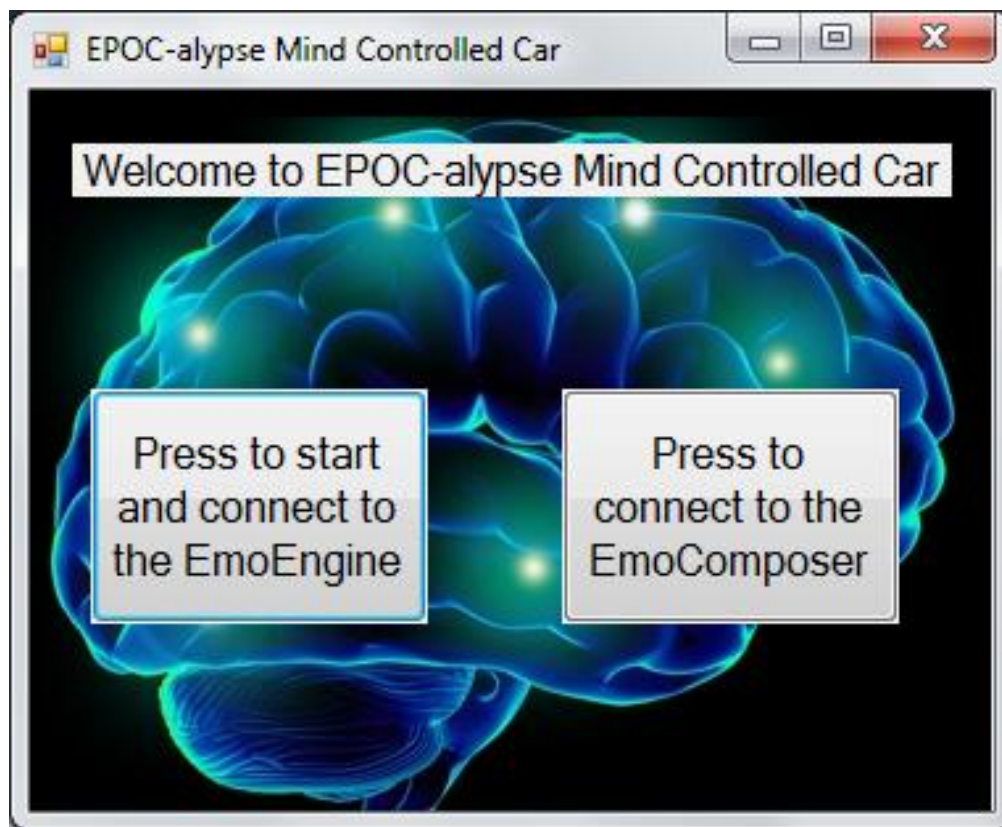 EPOC-alypse Mind Controlled Car
Welcome to EPOC-alypse Mind Controlled Car
Press to start
and connect to
the EmoEngine
Press to
connect to the
EmoComposer